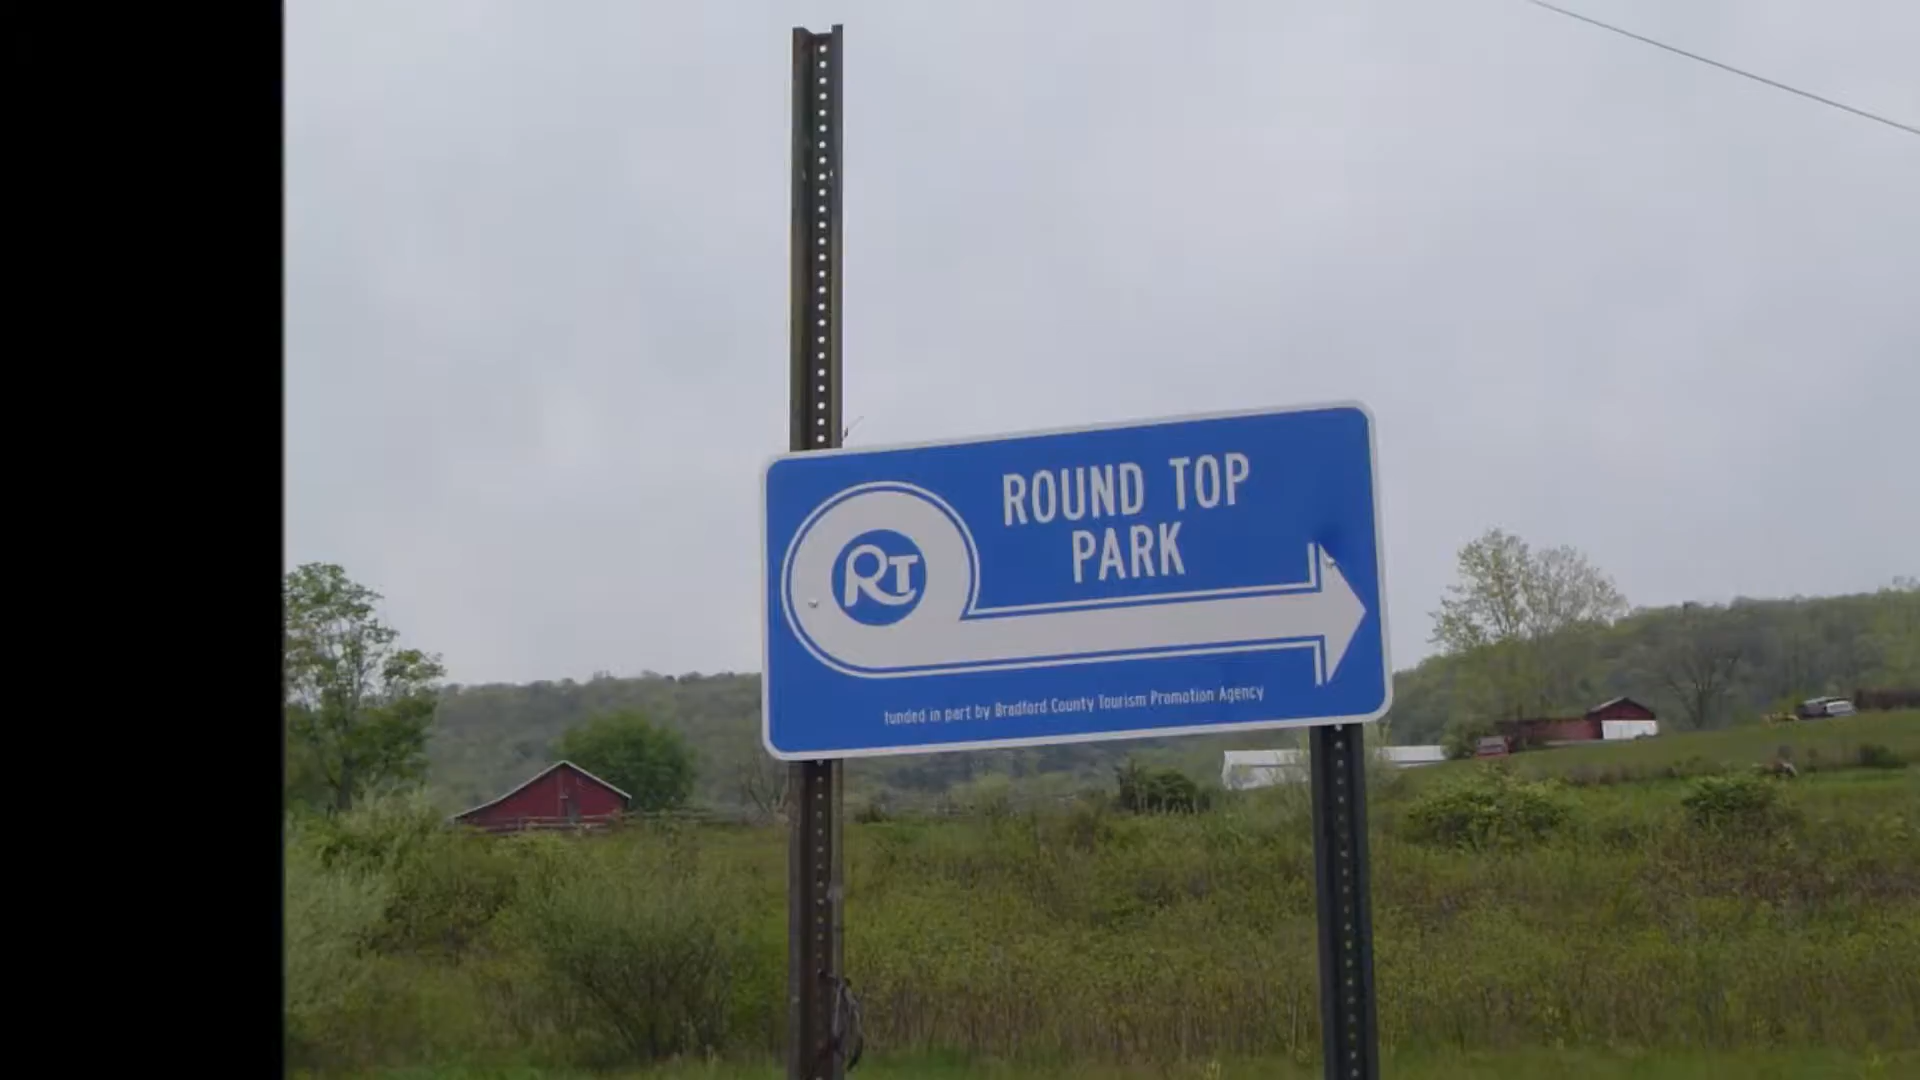 ROUND TOP
PARK
RT
funded in part by Bradford County Tourism Promotion Agency